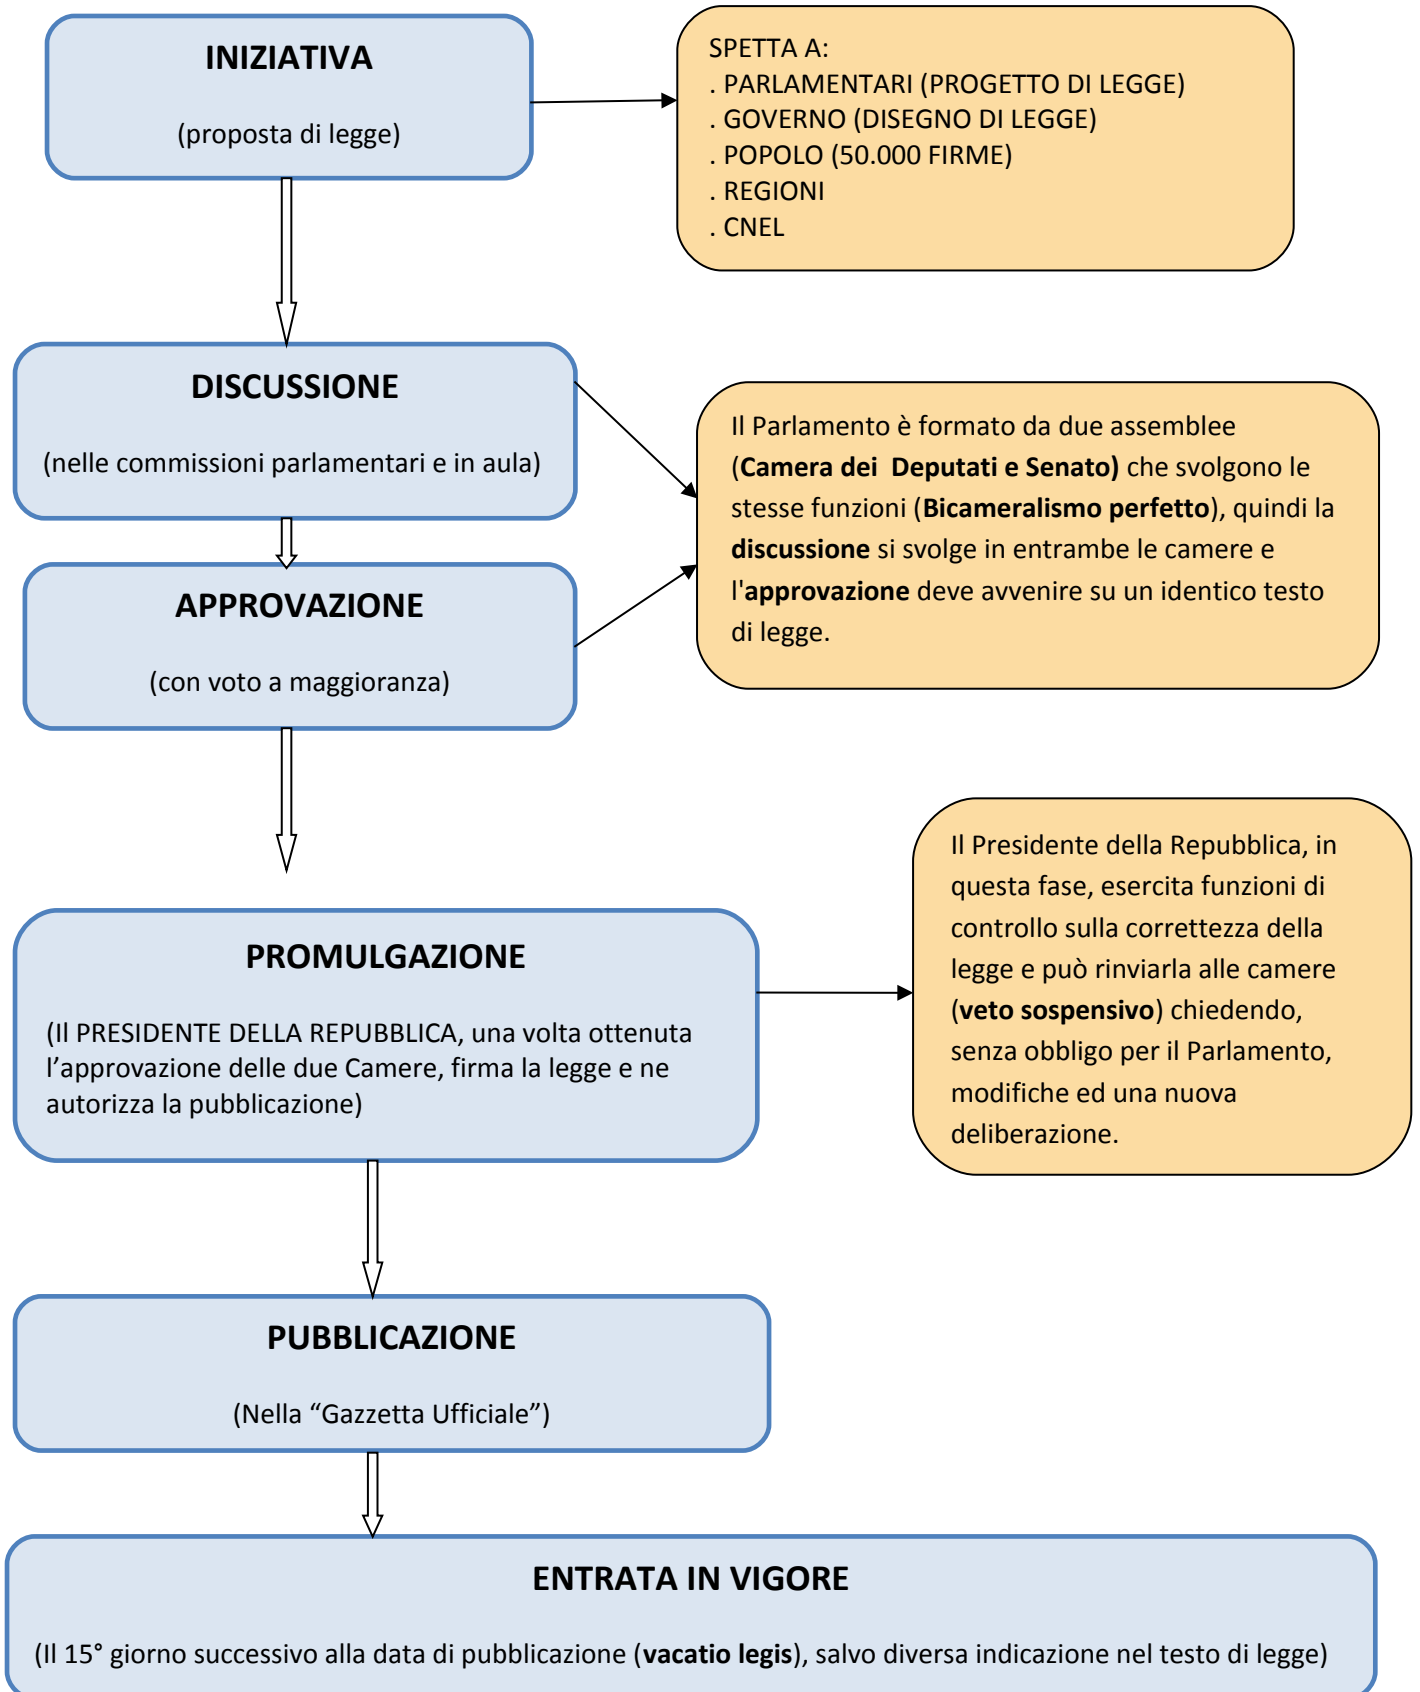 INIZIATIVA
(proposta di legge)
SPETTA A:
. PARLAMENTARI (PROGETTO DI LEGGE)
. GOVERNO (DISEGNO DI LEGGE)
. POPOLO (50.000 FIRME)
. REGIONI
. CNEL
DISCUSSIONE
(nelle commissioni parlamentari e in aula)
Il Parlamento è formato da due assemblee
(Camera dei  Deputati e Senato) che svolgono le
stesse funzioni (Bicameralismo perfetto), quindi la
discussione si svolge in entrambe le camere e
l'approvazione deve avvenire su un identico testo
di legge.
APPROVAZIONE
(con voto a maggioranza)
PROMULGAZIONE
(Il PRESIDENTE DELLA REPUBBLICA, una volta ottenuta
l’approvazione delle due Camere, firma la legge e ne
autorizza la pubblicazione)
Il Presidente della Repubblica, in
questa fase, esercita funzioni di
controllo sulla correttezza della
legge e può rinviarla alle camere
(veto sospensivo) chiedendo,
senza obbligo per il Parlamento,
modifiche ed una nuova
deliberazione.
PUBBLICAZIONE
(Nella “Gazzetta Ufficiale”)
ENTRATA IN VIGORE
(Il 15° giorno successivo alla data di pubblicazione (vacatio legis), salvo diversa indicazione nel testo di legge)